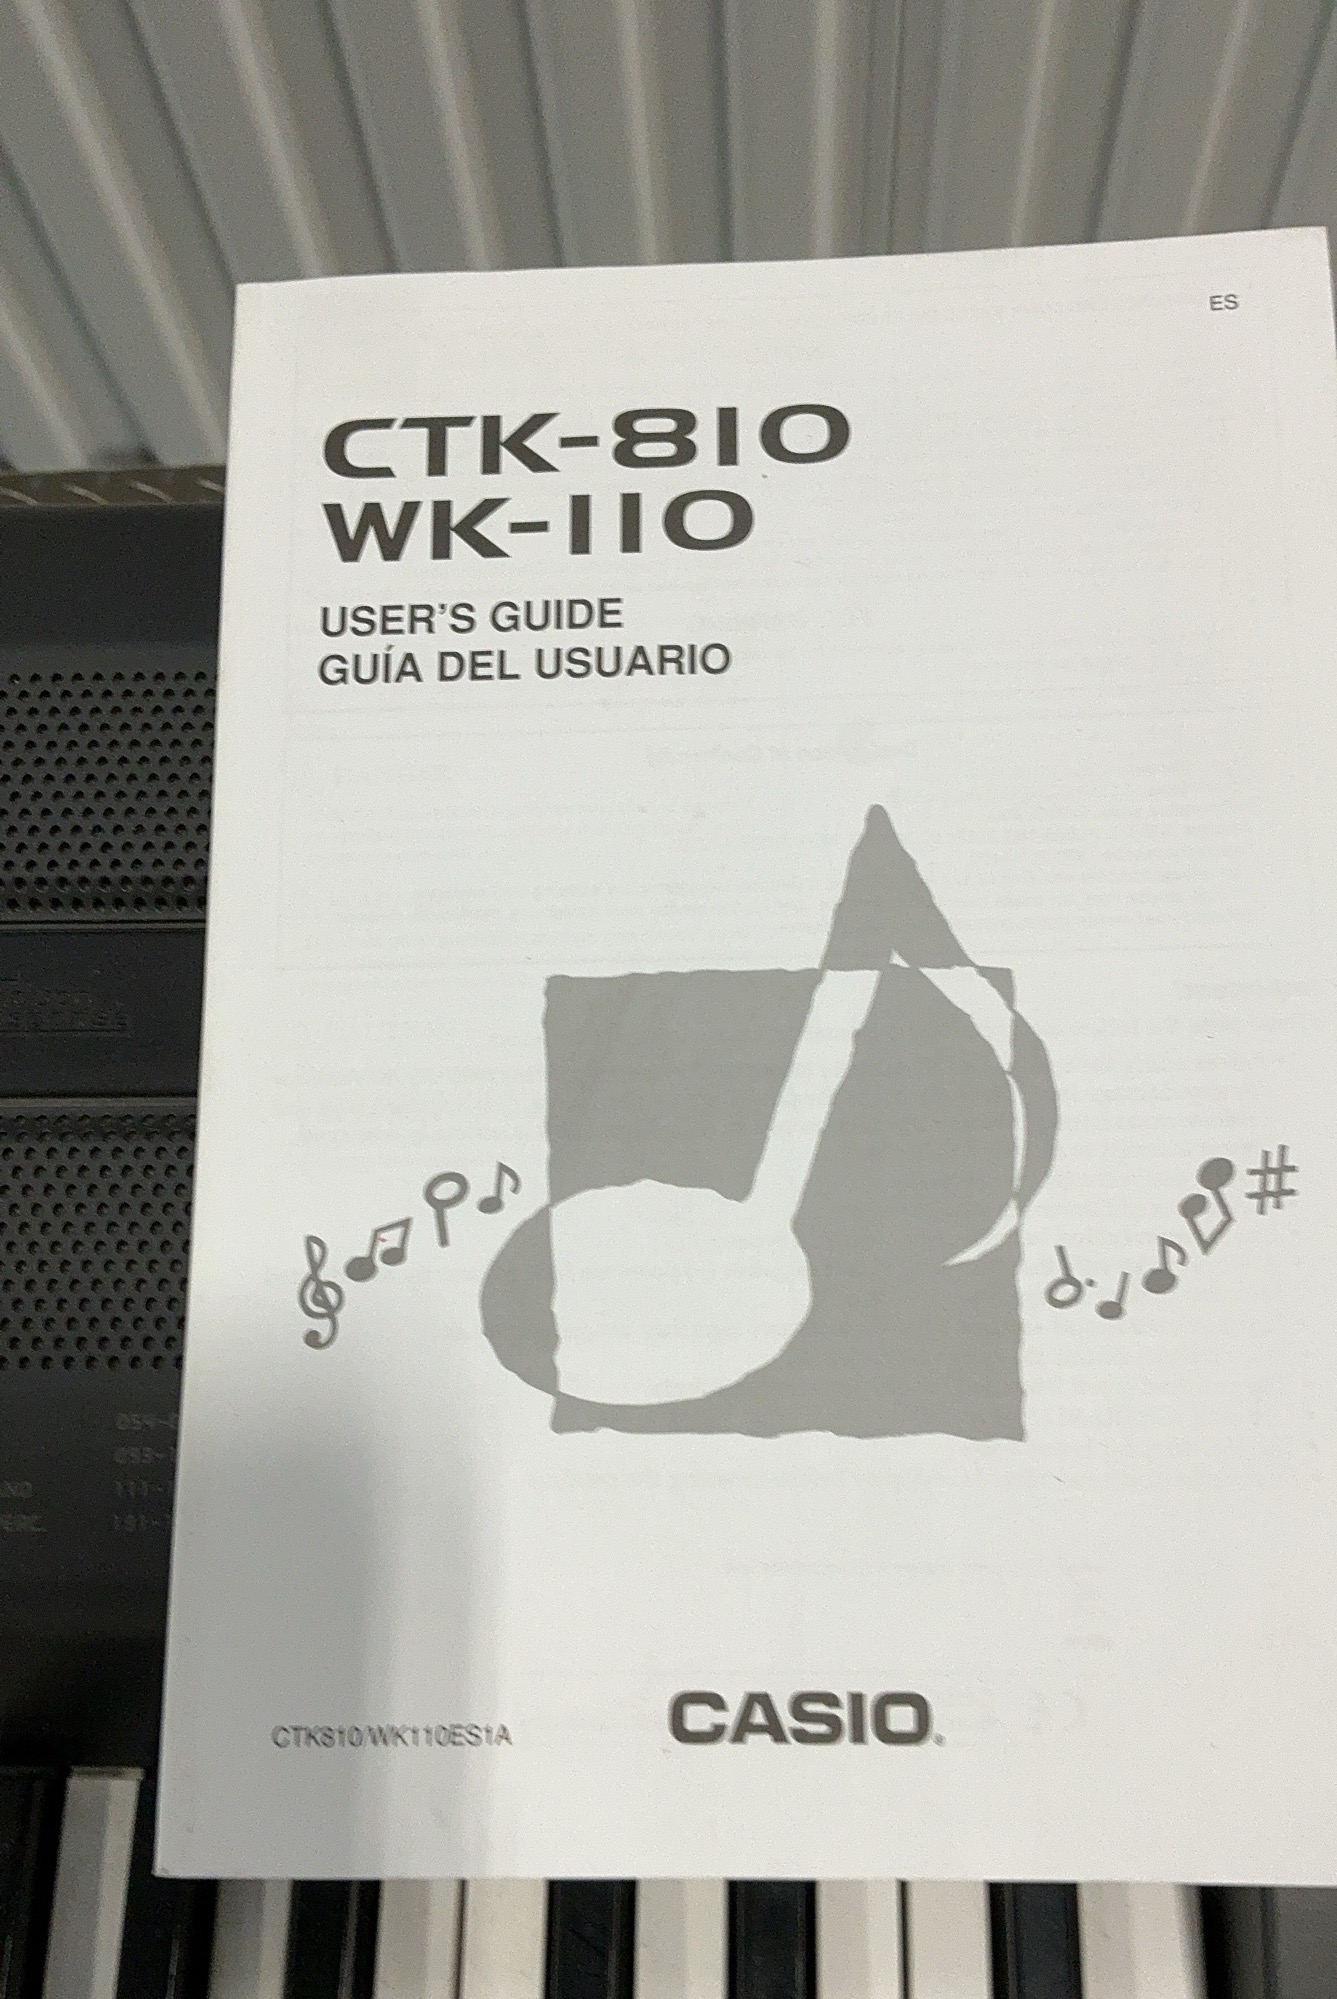 ES
CTK-810
WK-110
USER'S GUIDE
GUÍA DEL USUARIO
CTK810/WK110ES1A
CASIO